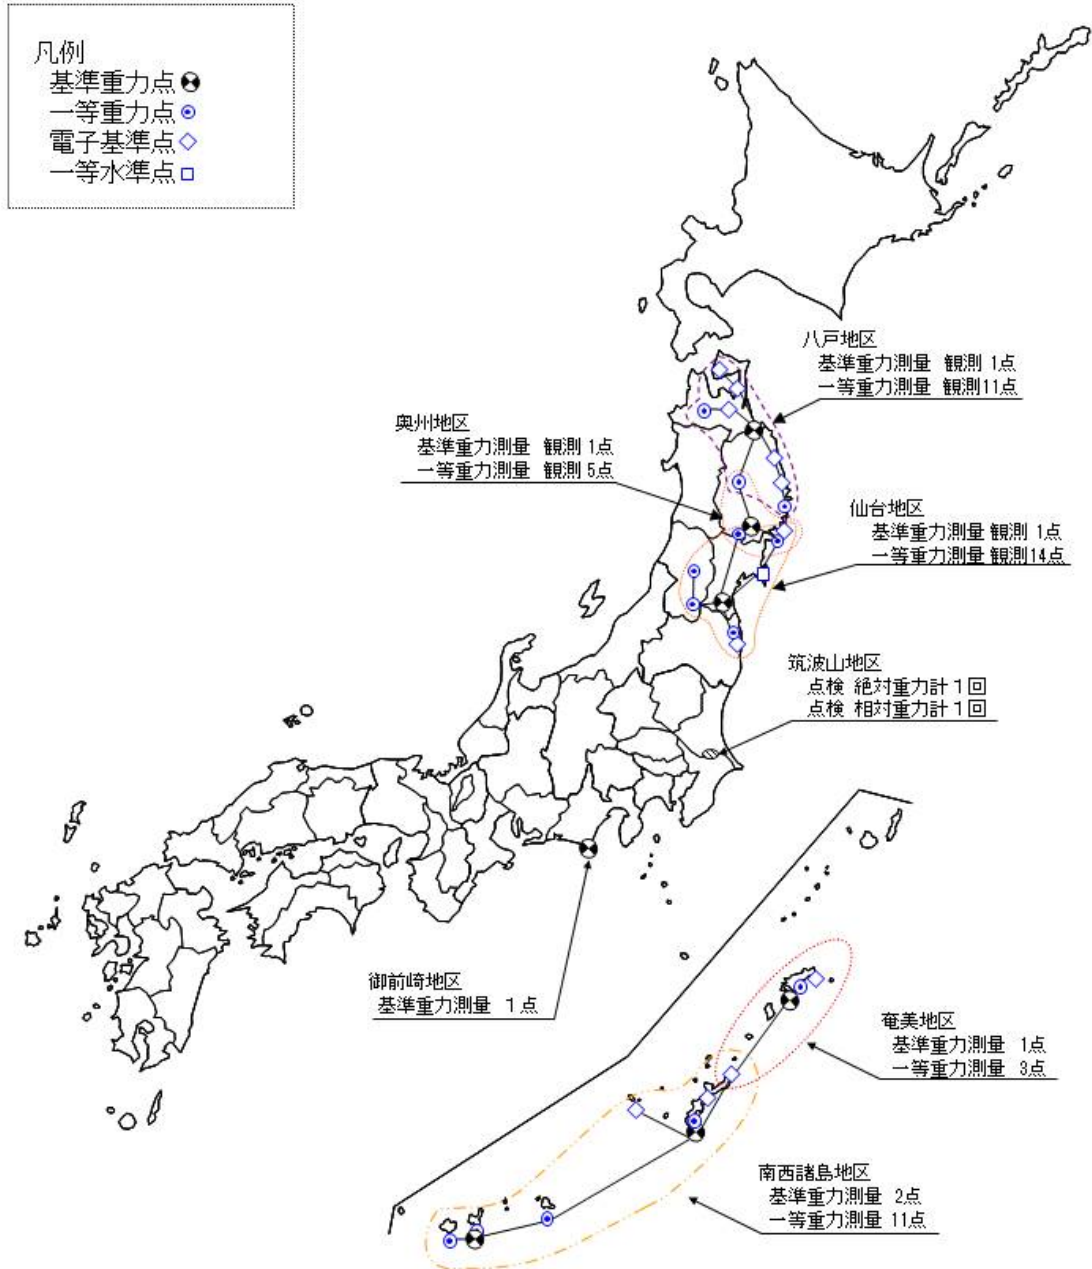 凡例
基準重力点
一等重力点
電子基準点
一等水準点
八戸地区
基準重力測量 観測 1点
一等重力測量 観測11点
奥州地区
基準重力測量 観測 1点
一等重力測量 観測 5点
仙台地区
基準重力測量 観測 1点
一等重力測量 観測14点
筑波山地区
点検 絶対重力計 1回
点検 相対重力計 1回
御前崎地区
基準重力測量 1点
奄美地区
基準重力測量 1点
一等重力測量 3点
南西諸島地区
基準重力測量 2点
一等重力測量 11点